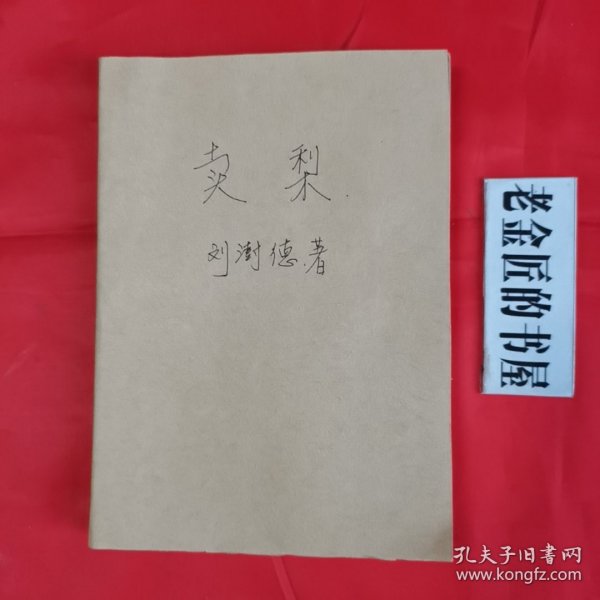 卖 梨
刘澍德著
老金匠的书屋
孔夫子旧书网
www.kongfz.com